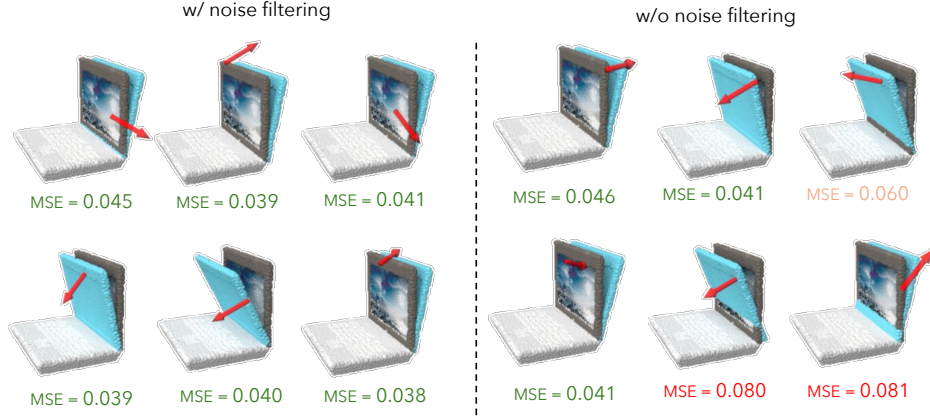 w/ noise filtering
w/o noise filtering
MSE = 0.045
MSE = 0.039
MSE = 0.041
MSE = 0.046
MSE = 0.041
MSE = 0.060
MSE = 0.039
MSE = 0.040
MSE = 0.038
MSE = 0.041
MSE = 0.080
MSE = 0.081